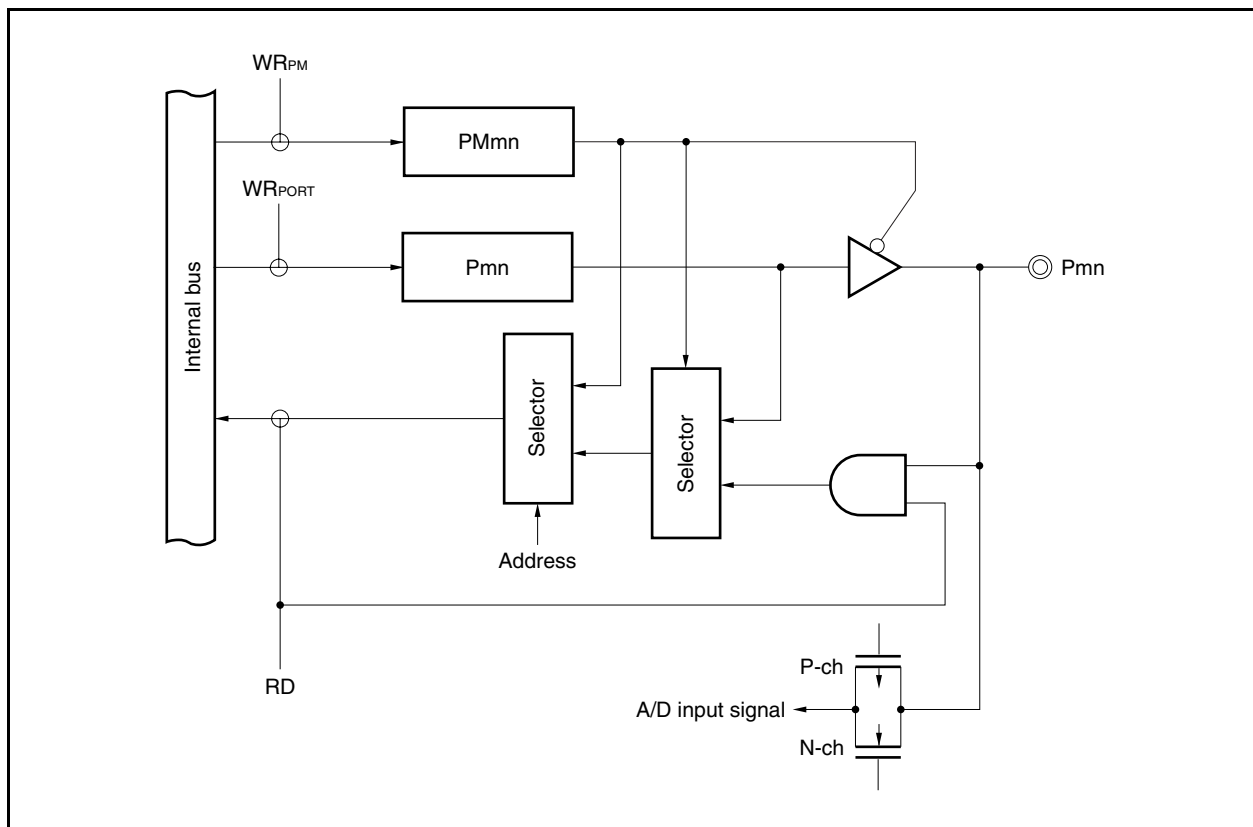 WRPM
PMmn
WRPORT
Pmn
Pmn
Internal bus
Selector
Selector
Address
RD
P-ch
A/D input signal
N-ch